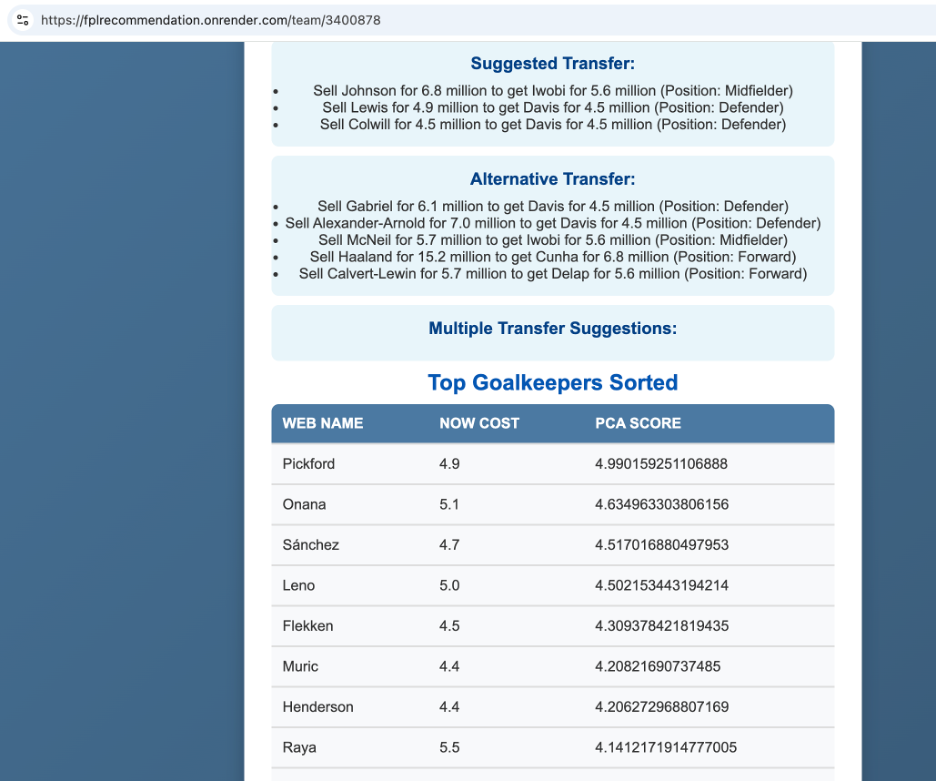 https://fplrecommendation.onrender.com/team/3400878
Suggested Transfer:
• Sell Johnson for 6.8 million to get Iwobi for 5.6 million (Position: Midfielder)
• Sell Lewis for 4.9 million to get Davis for 4.5 million (Position: Defender)
• Sell Colwill for 4.5 million to get Davis for 4.5 million (Position: Defender)
Alternative Transfer:
• Sell Gabriel for 6.1 million to get Davis for 4.5 million (Position: Defender)
• Sell Alexander-Arnold for 7.0 million to get Davis for 4.5 million (Position: Defender)
• Sell McNeil for 5.7 million to get Iwobi for 5.6 million (Position: Midfielder)
• Sell Haaland for 15.2 million to get Cunha for 6.8 million (Position: Forward)
• Sell Calvert-Lewin for 5.7 million to get Delap for 5.6 million (Position: Forward)
Multiple Transfer Suggestions:
Top Goalkeepers Sorted
WEB NAME NOW COST PCA SCORE
Pickford 4.9 4.990159251106888
Onana 5.1 4.634963303806156
Sánchez 4.7 4.517016880497953
Leno 5.0 4.502153443194214
Flekken 4.5 4.309378421819435
Muric 4.4 4.20821690737485
Henderson 4.4 4.206272968807169
Raya 5.5 4.1412171914777005